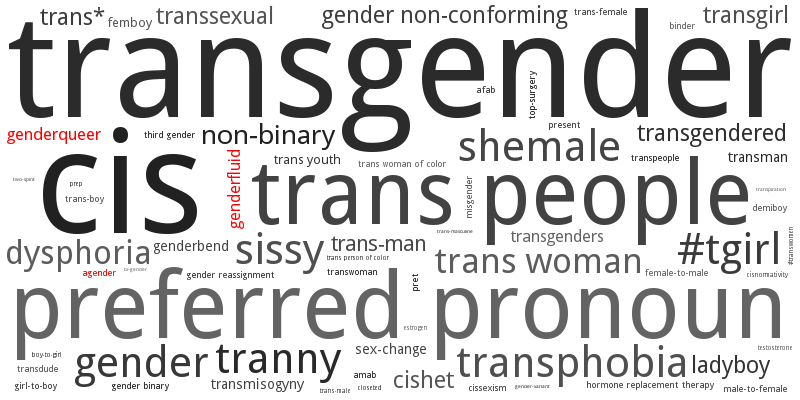 trans*
femboy
transsexual
gender non-conforming
trans-female
binder
transgirl
transgender
afab
top-surgery
genderqueer
third gender
non-binary
present
transgendered
cis
genderfluid
trans youth
trans woman of color
shemale
transpeople
transman
two-spirit
prep
trans-boy
trans people
misgender
transpiration
demiboy
dysphoria
genderbend
sissy
trans-man
trans-masculine
transgenders
#tgirl
#transwomen
agender
co-gender
gender reassignment
trans person of color
transwoman
pret
trans woman
female-to-male
cisnormativity
preferred pronoun
estrogen
boy-to-girl
transdude
girl-to-boy
gender
tranny
sex-change
transphobia
ladyboy
testosterone
gender binary
transmisogyny
trans-male
amab
closeted
cishet
cissexism
gender-variant
hormone replacement therapy
male-to-female